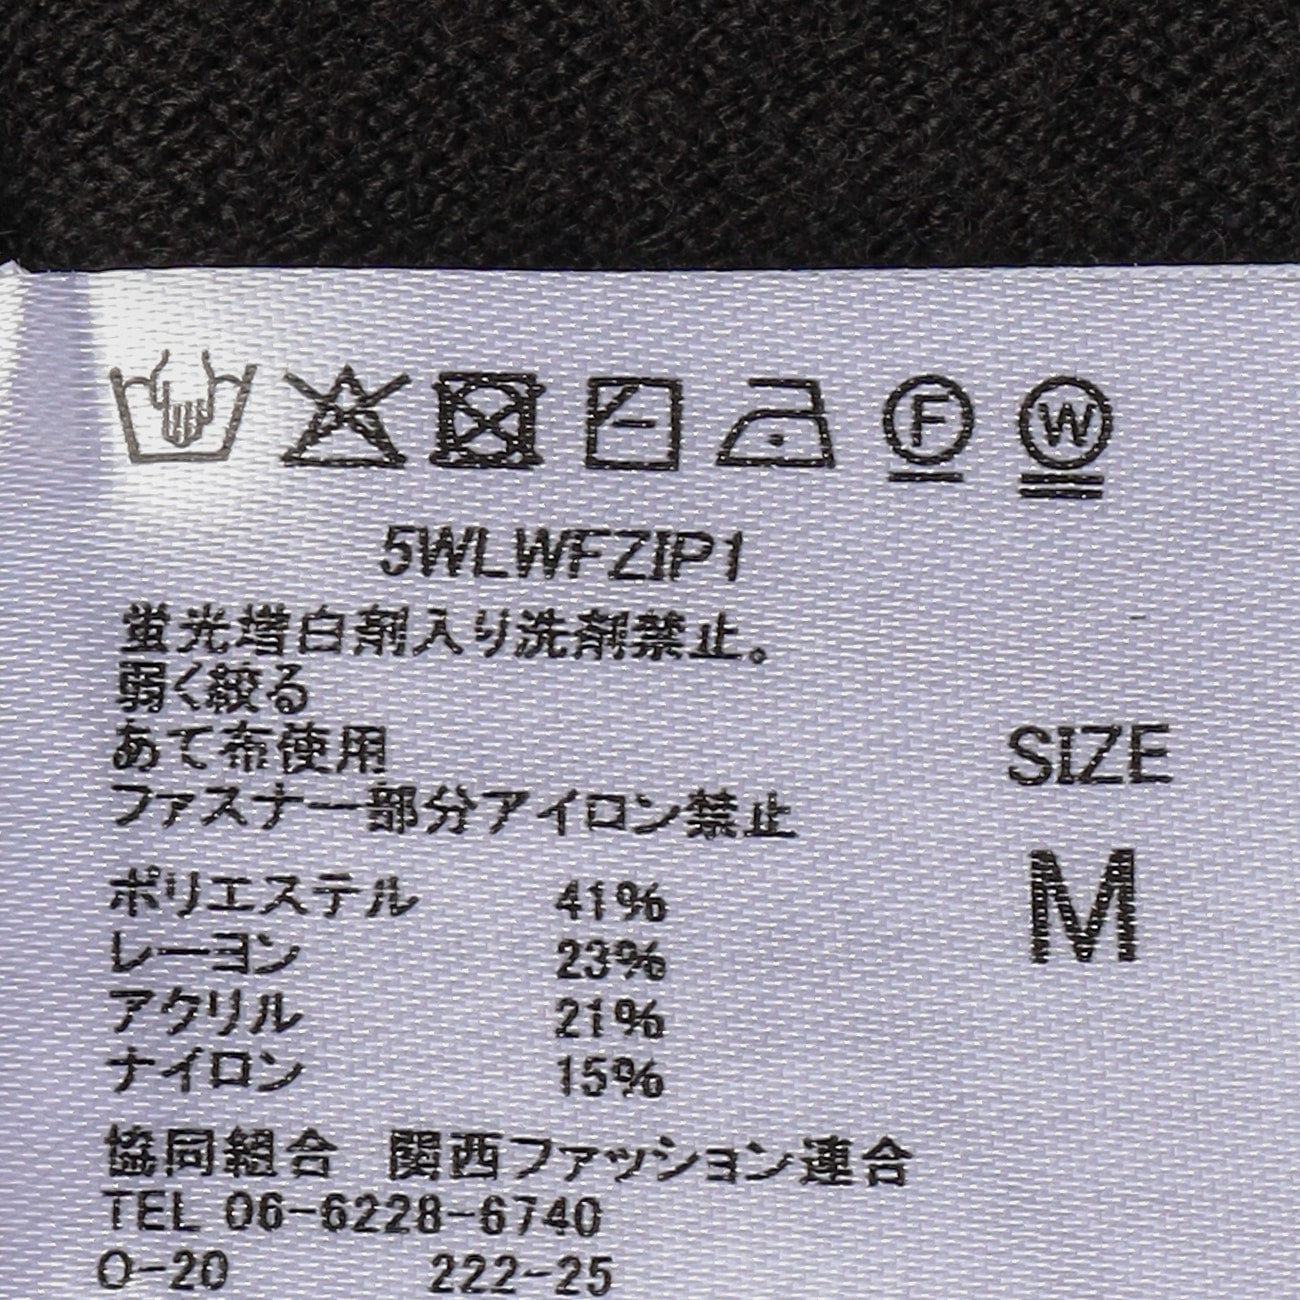 F W
5WLWFZIP1
蛍光増白剤入り洗剤禁止。
弱く絞る
あて布使用
ファスナー部分アイロン禁止
SIZE
M
ポリエステル 41%
レーヨン 23%
アクリル 21%
ナイロン 15%
協同組合 関西ファッション連合
TEL 06-6228-6740
O-20 222-25